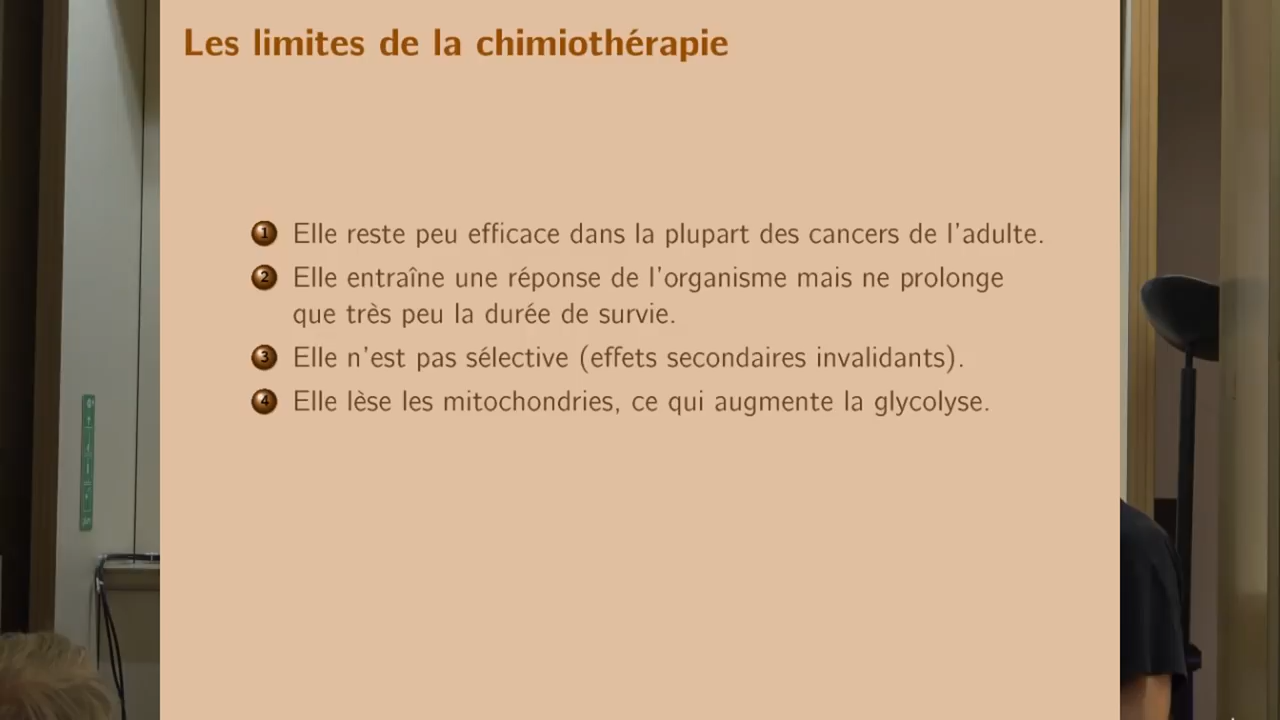 Les limites de la chimiothérapie
1 Elle reste peu efficace dans la plupart des cancers de l'adulte.
2 Elle entraîne une réponse de l'organisme mais ne prolonge
que très peu la durée de survie.
3 Elle n'est pas sélective (effets secondaires invalidants).
4 Elle lèse les mitochondries, ce qui augmente la glycolyse.